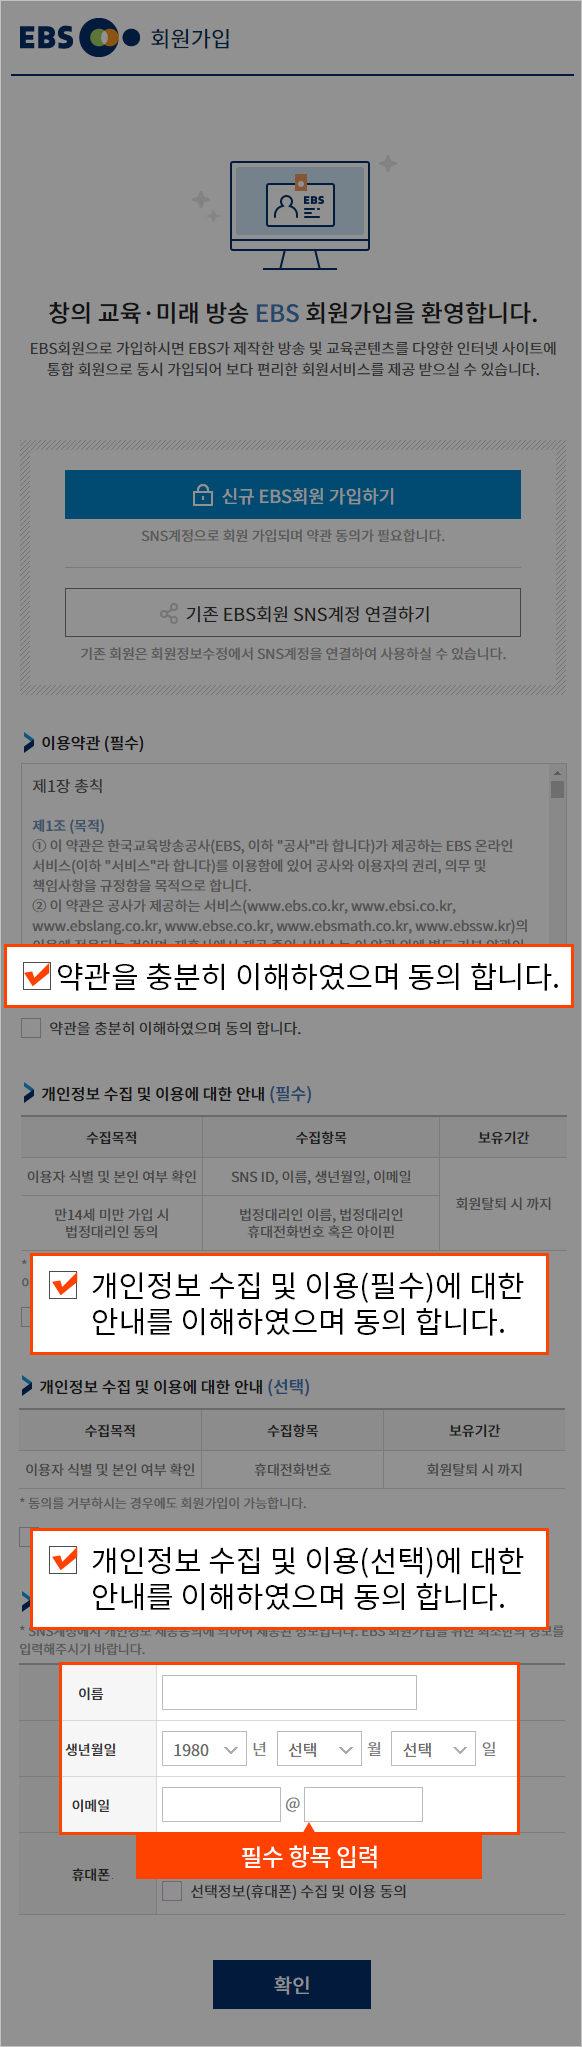 EBS 회원가입
EBS
창의 교육·미래 방송 EBS 회원가입을 환영합니다.
EBS회원으로 가입하시면 EBS가 제작한 방송 및 교육콘텐츠를 다양한 인터넷 사이트에
통합 회원으로 동시 가입되어 보다 편리한 회원서비스를 제공 받으실 수 있습니다.
신규 EBS회원 가입하기
SNS계정으로 회원 가입되며 약관 동의가 필요합니다.
기존 EBS회원 SNS계정 연결하기
기존 회원은 회원정보수정에서 SNS계정을 연결하여 사용하실 수 있습니다.
이용약관 (필수)
제1장 총칙
제1조 (목적)
① 이 약관은 한국교육방송공사(EBS, 이하 "공사"라 합니다)가 제공하는 EBS 온라인
서비스(이하 "서비스"라 합니다)를 이용함에 있어 공사와 이용자의 권리, 의무 및
책임사항을 규정함을 목적으로 합니다.
② 이 약관은 공사가 제공하는 서비스(www.ebs.co.kr, www.ebsi.co.kr,
www.ebslang.co.kr, www.ebse.co.kr, www.ebsmath.co.kr, www.ebssw.kr)의
약관을 충분히 이해하였으며 동의 합니다.
약관을 충분히 이해하였으며 동의 합니다.
개인정보 수집 및 이용에 대한 안내 (필수)
수집목적 수집항목 보유기간
이용자 식별 및 본인 여부 확인 SNS ID, 이름, 생년월일, 이메일
회원탈퇴 시 까지
만14세 미만 가입 시 법정대리인 이름, 법정대리인
법정대리인 동의 휴대전화번호 혹은 아이핀
*
개인정보 수집 및 이용(필수)에 대한
안내를 이해하였으며 동의 합니다.
개인정보 수집 및 이용에 대한 안내 (선택)
수집목적 수집항목 보유기간
이용자 식별 및 본인 여부 확인 휴대전화번호 회원탈퇴 시 까지
* 동의를 거부하시는 경우에도 회원가입이 가능합니다.
개인정보 수집 및 이용(선택)에 대한
안내를 이해하였으며 동의 합니다.
* SNS계정에서 개인정보 제공동의에 의하여 제공된 정보입니다. EBS 회원가입을 위한 최소한의 정보를
입력해주시기 바랍니다.
이름
생년월일 1980 년 선택 월 선택 일
이메일 @
필수 항목 입력
휴대폰
선택정보(휴대폰) 수집 및 이용 동의
확인